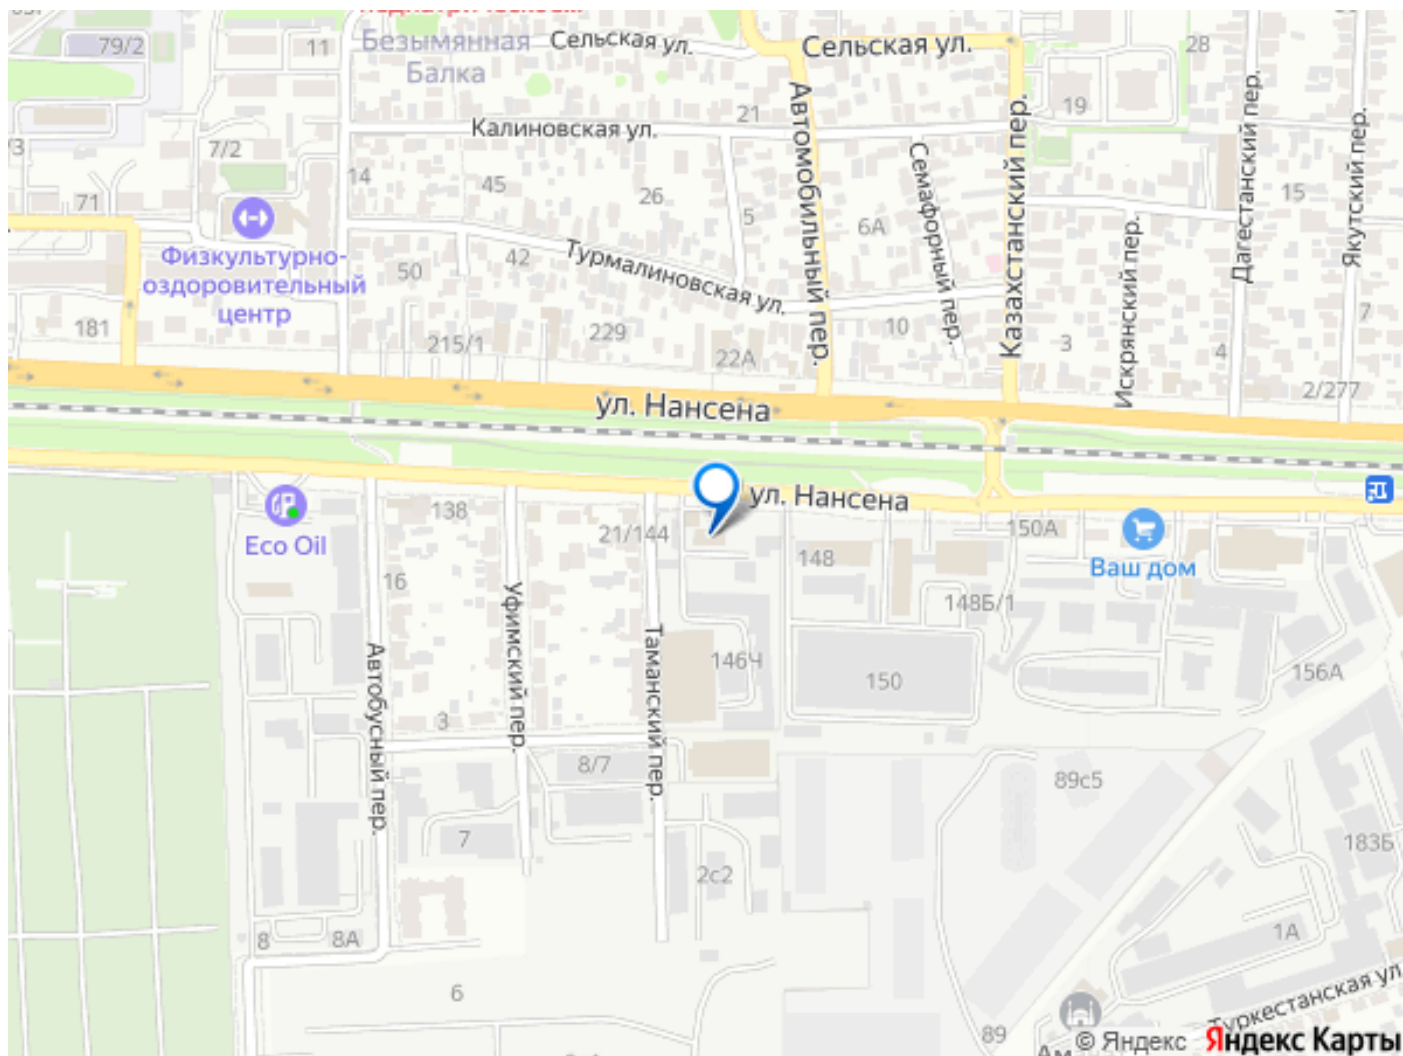 79/2
11
Безымянная
Балка
Сельская ул.
Сельская ул.
28
19
21
Калиновская ул.
Автомобильный пер.
Казахстанский пер.
Дагестанский пер.
Якутский пер.
7/2
14
45
26
5
6А
Семафорный пер.
15
71
Физкультурно-
оздоровительный
центр
50
42
Турмалиновская ул.
Искрянский пер.
181
215/1
229
22А
10
3
4
7
2/277
ул. Нансена
ул. Нансена
Eco Oil
138
21/144
148
150А
Ваш дом
16
148Б/1
Уфимский пер.
Таманский пер.
Автобусный пер.
146Ч
150
156А
3
8/7
89с5
7
2с2
183Б
8
8А
1А
6
89
Туркестанская ул.
© Яндекс Яндекс Карты